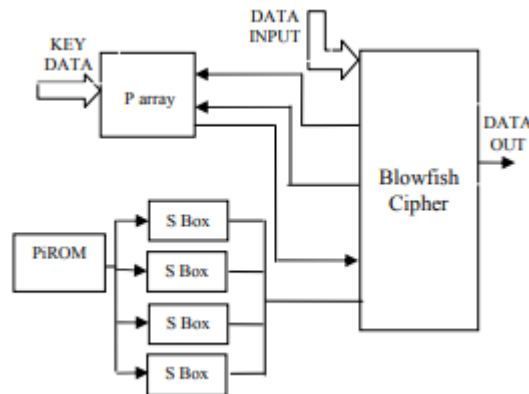 DATA
INPUT
KEY
DATA
P array
DATA
OUT
Blowfish
Cipher
PiROM
S Box
S Box
S Box
S Box